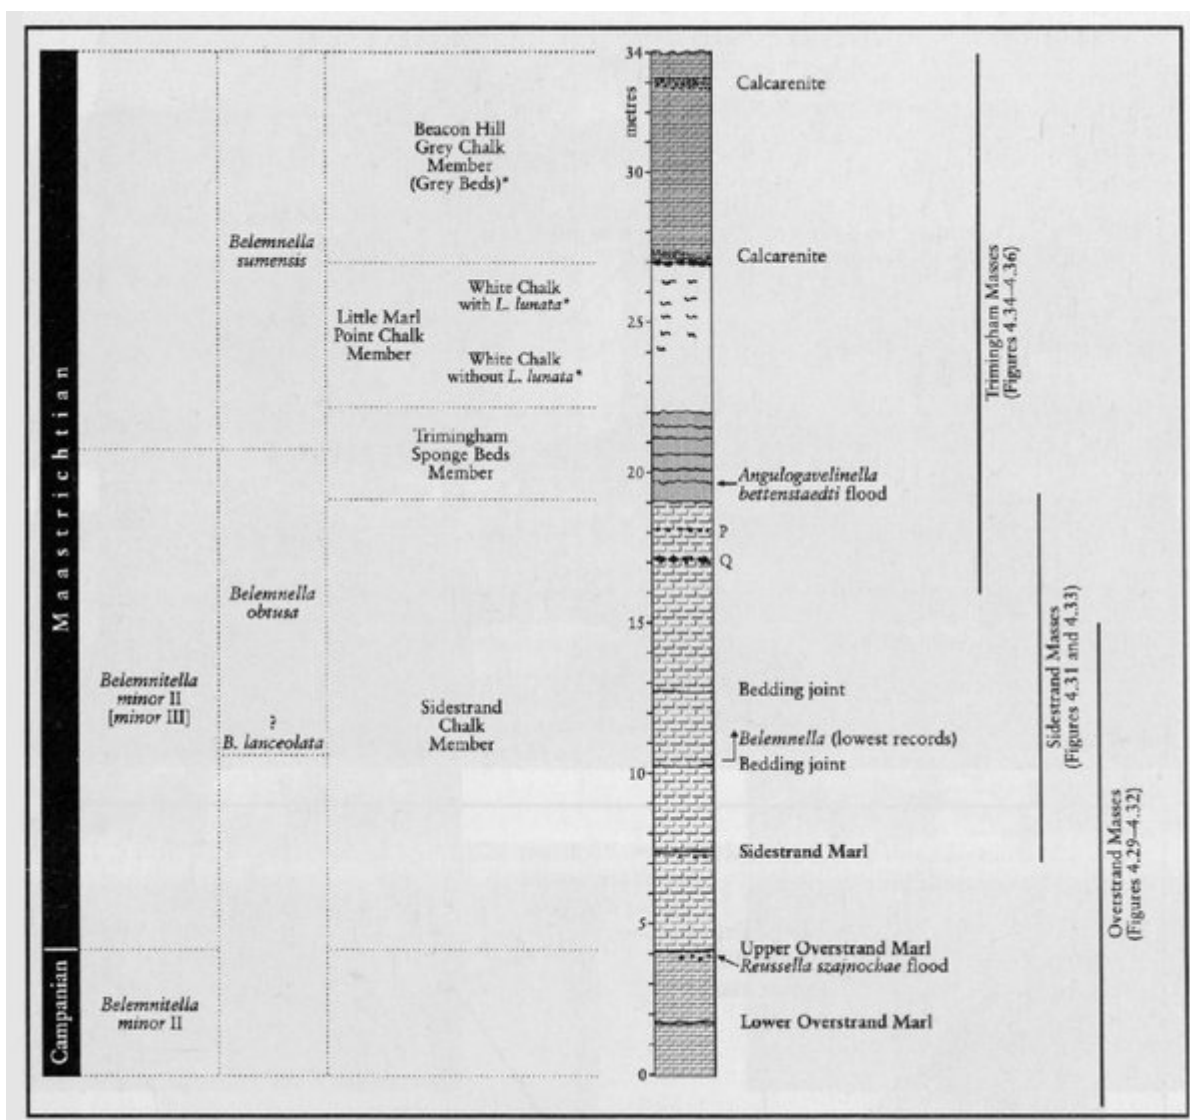 Maastrichtian
Campanian
Belemnitella
minor II
[minor III]
Belemnitella
minor II
Belemnella
sumensis
Belemnella
obtusa
?
B. lanceolata
Beacon Hill
Grey Chalk
Member
(Grey Beds)*
White Chalk
with L. lunata*
Little Marl
Point Chalk
Member
White Chalk
without L. lunata*
Trimingham
Sponge Beds
Member
Sidestrand
Chalk
Member
metres
34
30
25
20
15
10
5
0
Calcarenite
Calcarenite
Angulogavelinella
bettenstaedti flood
P
Q
Bedding joint
Belemnella (lowest records)
Bedding joint
Sidestrand Marl
Upper Overstrand Marl
Reussella szajnochae flood
Lower Overstrand Marl
Trimingham Masses
(Figures 4.34–4.36)
Sidestrand Masses
(Figures 4.31 and 4.33)
Overstrand Masses
(Figures 4.29–4.32)